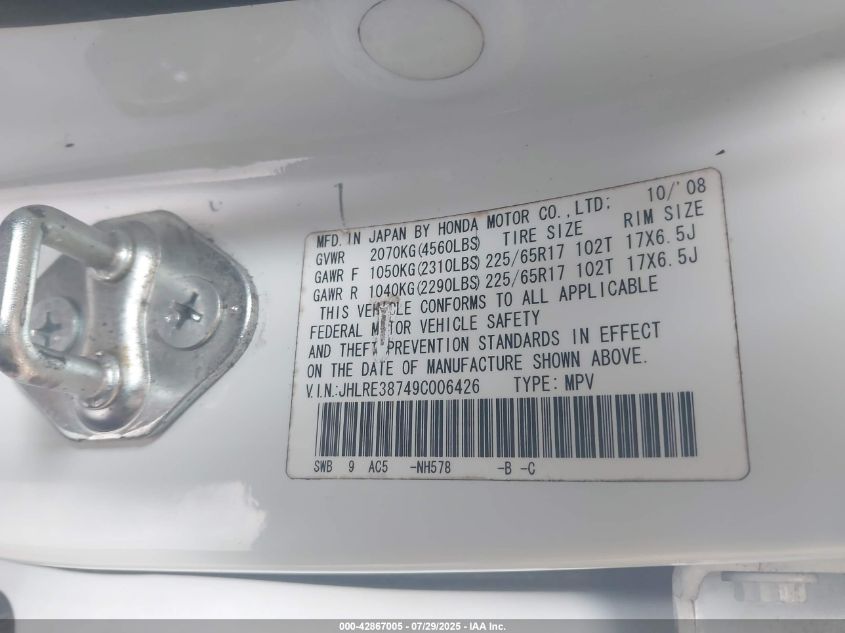 MFD. IN JAPAN BY HONDA MOTOR CO.,LTD; 10/'08
GVWR 2070KG(4560LBS) TIRE SIZE RIM SIZE
GAWR F 1050KG(2310LBS) 225/65R17 102T 17X6.5J
GAWR R 1040KG(2290LBS) 225/65R17 102T 17X6.5J
THIS VEHICLE CONFORMS TO ALL APPLICABLE
FEDERAL MOTOR VEHICLE SAFETY
AND THEFT PREVENTION STANDARDS IN EFFECT
ON THE DATE OF MANUFACTURE SHOWN ABOVE.
V.I.N.:JHLRE38749C006426 TYPE: MPV
SWB 9 AC5 -NH578 -B -C
000-42867005 | 07/29/2025 - IAA Inc.